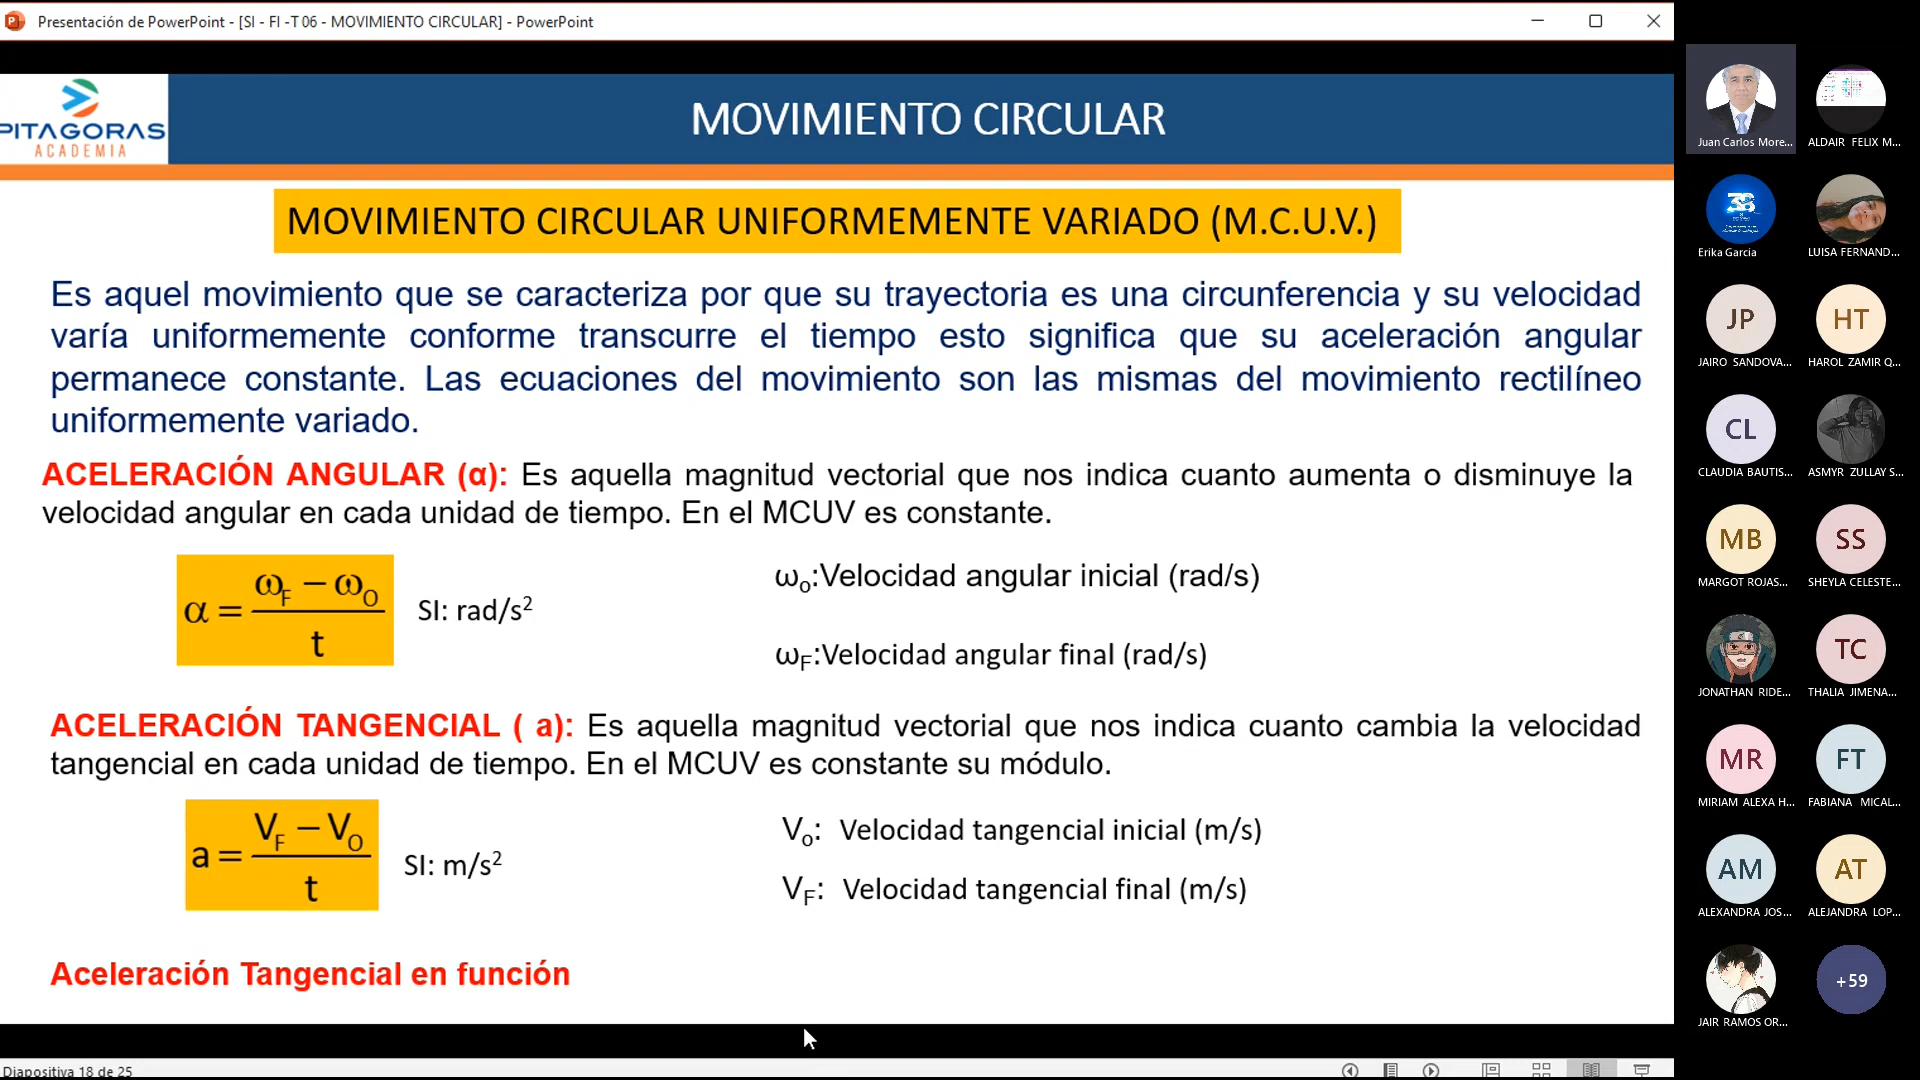 Presentación de PowerPoint - [SI - FI -T 06 - MOVIMIENTO CIRCULAR] - PowerPoint
PITAGORAS
ACADEMIA
MOVIMIENTO CIRCULAR
MOVIMIENTO CIRCULAR UNIFORMEMENTE VARIADO (M.C.U.V.)
Es aquel movimiento que se caracteriza por que su trayectoria es una circunferencia y su velocidad
varía uniformemente conforme transcurre el tiempo esto significa que su aceleración angular
permanece constante. Las ecuaciones del movimiento son las mismas del movimiento rectilíneo
uniformemente variado.
ACELERACIÓN ANGULAR (α): Es aquella magnitud vectorial que nos indica cuanto aumenta o disminuye la
velocidad angular en cada unidad de tiempo. En el MCUV es constante.
α = (ω_F − ω_O) / t
SI: rad/s²
ωo:Velocidad angular inicial (rad/s)
ωF:Velocidad angular final (rad/s)
ACELERACIÓN TANGENCIAL ( a): Es aquella magnitud vectorial que nos indica cuanto cambia la velocidad
tangencial en cada unidad de tiempo. En el MCUV es constante su módulo.
a = (V_F − V_O) / t
SI: m/s²
Vo: Velocidad tangencial inicial (m/s)
VF: Velocidad tangencial final (m/s)
Aceleración Tangencial en función
Diapositiva 18 de 25
Juan Carlos More...
ALDAIR FELIX M...
Erika Garcia
LUISA FERNAND...
JP
JAIRO SANDOVA...
HT
HAROL ZAMIR Q...
CL
CLAUDIA BAUTIS...
ASMYR ZULLAY S...
MB
MARGOT ROJAS...
SS
SHEYLA CELESTE...
JONATHAN RIDE...
TC
THALIA JIMENA...
MR
MIRIAM ALEXA H...
FT
FABIANA MICAL...
AM
ALEXANDRA JOS...
AT
ALEJANDRA LOP...
JAIR RAMOS OR...
+59